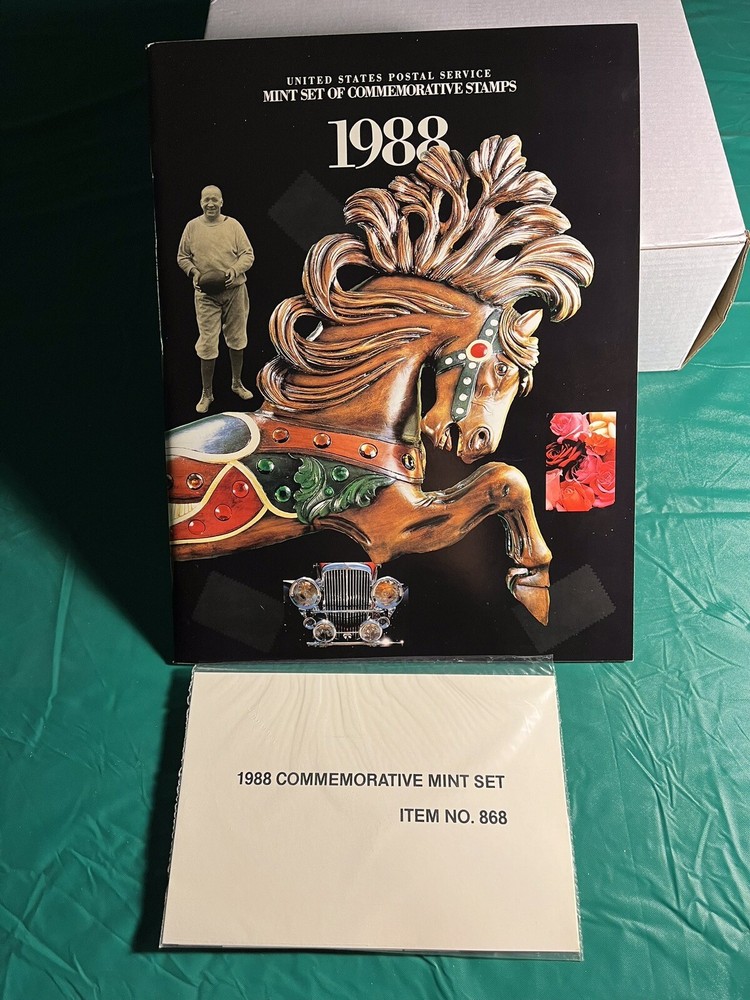 UNITED STATES POSTAL SERVICE
MINT SET OF COMMEMORATIVE STAMPS
1988
1988 COMMEMORATIVE MINT SET
ITEM NO. 868